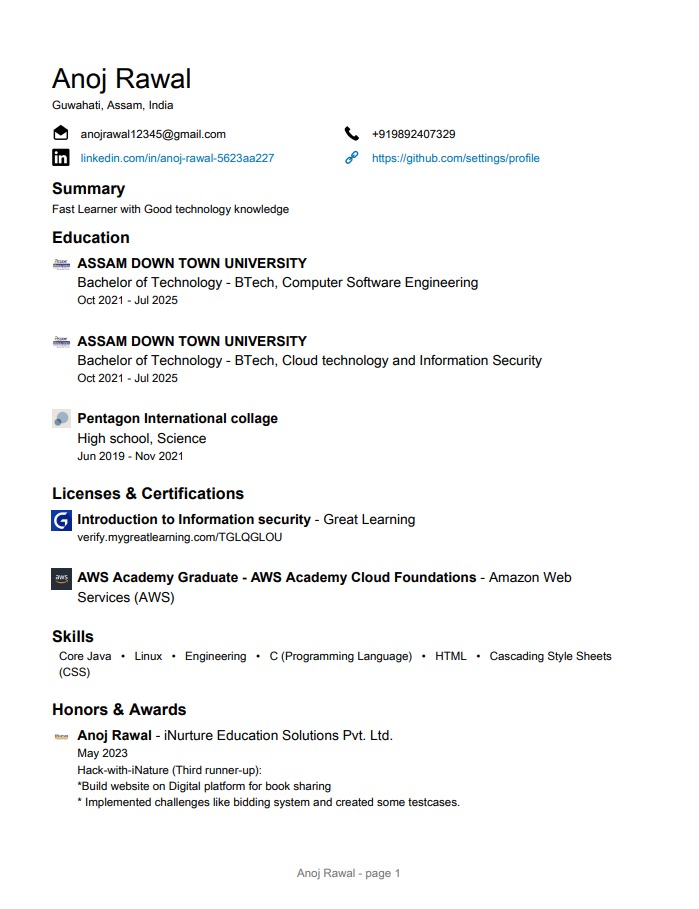 Anoj Rawal
Guwahati, Assam, India
anojrawal12345@gmail.com
+919892407329
linkedin.com/in/anoj-rawal-5623aa227
https://github.com/settings/profile
Summary
Fast Learner with Good technology knowledge
Education
ASSAM DOWN TOWN UNIVERSITY
Bachelor of Technology - BTech, Computer Software Engineering
Oct 2021 - Jul 2025
ASSAM DOWN TOWN UNIVERSITY
Bachelor of Technology - BTech, Cloud technology and Information Security
Oct 2021 - Jul 2025
Pentagon International collage
High school, Science
Jun 2019 - Nov 2021
Licenses & Certifications
Introduction to Information security - Great Learning
verify.mygreatlearning.com/TGLQGLOU
aws
AWS Academy Graduate - AWS Academy Cloud Foundations - Amazon Web
Services (AWS)
Skills
Core Java • Linux • Engineering • C (Programming Language) • HTML • Cascading Style Sheets
(CSS)
Honors & Awards
Anoj Rawal - iNurture Education Solutions Pvt. Ltd.
May 2023
Hack-with-iNature (Third runner-up):
*Build website on Digital platform for book sharing
* Implemented challenges like bidding system and created some testcases.
Anoj Rawal - page 1